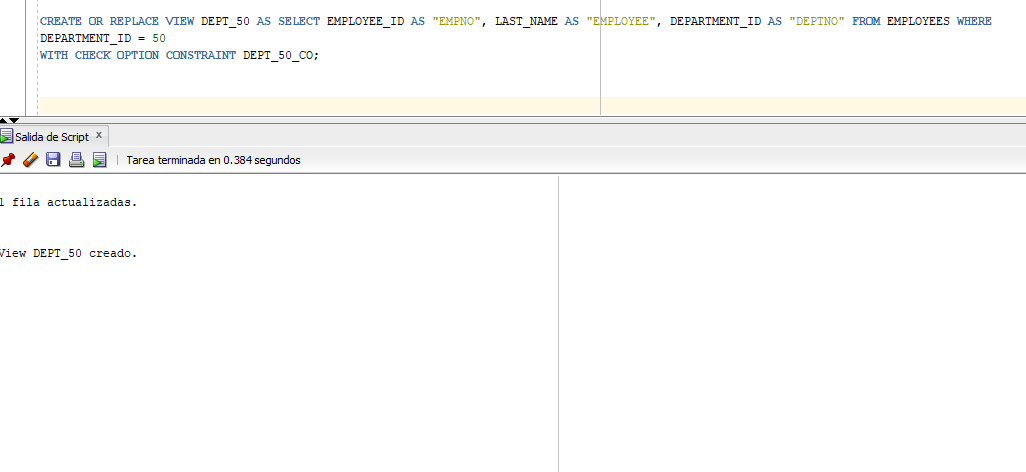 CREATE OR REPLACE VIEW DEPT_50 AS SELECT EMPLOYEE_ID AS "EMPNO", LAST_NAME AS "EMPLOYEE", DEPARTMENT_ID AS "DEPTNO" FROM EMPLOYEES WHERE
DEPARTMENT_ID = 50
WITH CHECK OPTION CONSTRAINT DEPT_50_CO;
Salida de Script x
Tarea terminada en 0.384 segundos
1 fila actualizadas.
View DEPT_50 creado.